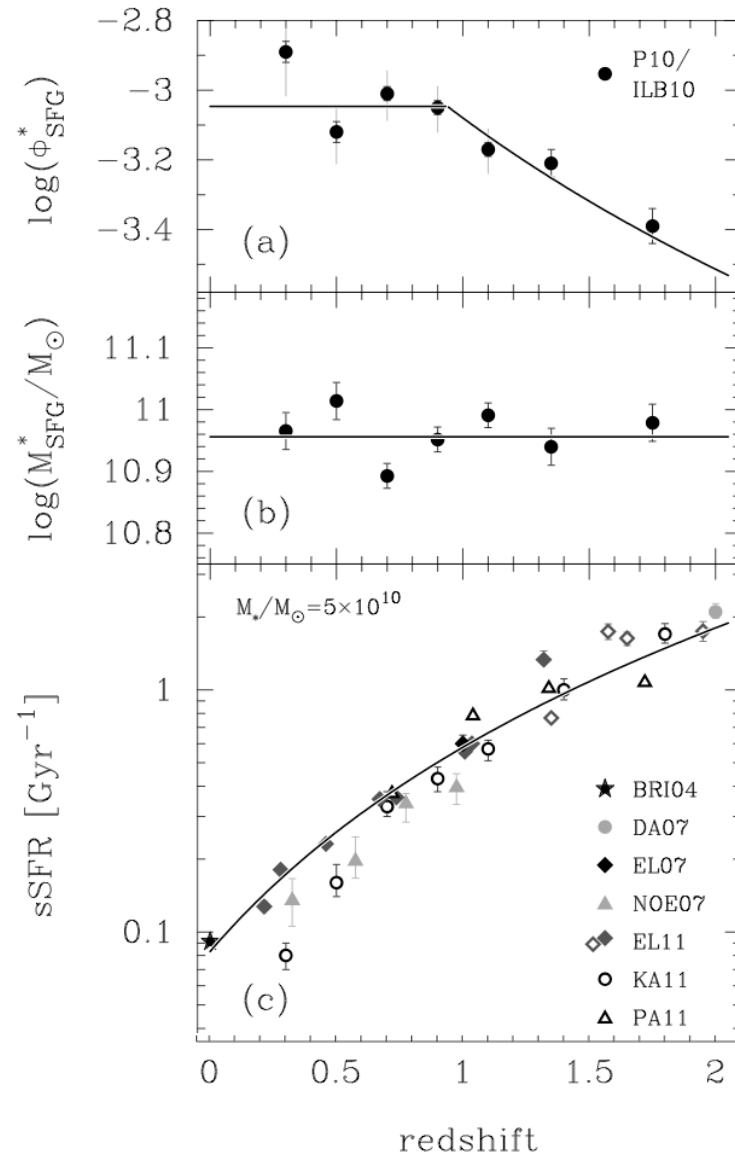 −2.8
−3
−3.2
−3.4
log(ϕ*SFG)
P10/
ILB10
(a)
11.1
11
10.9
10.8
log(M*SFG/M⊙)
(b)
M*/M⊙=5×10¹⁰
1
0.1
sSFR [Gyr⁻¹]
BRI04
DA07
EL07
NOE07
EL11
KA11
PA11
(c)
0 0.5 1 1.5 2
redshift